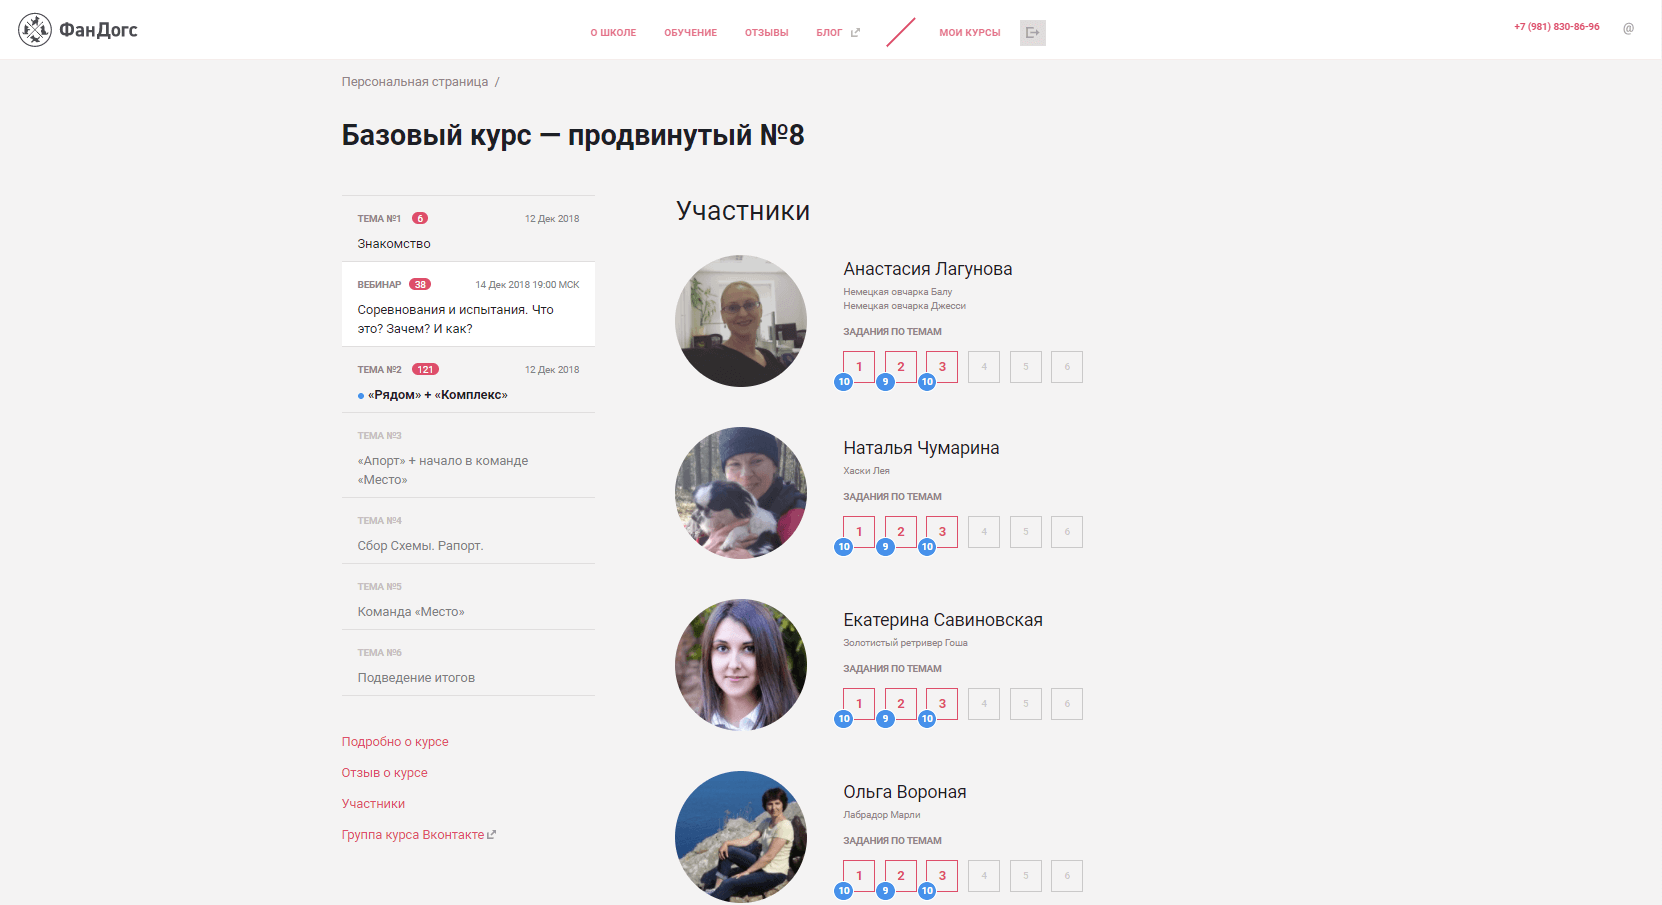 ФанДогс
О ШКОЛЕ ОБУЧЕНИЕ ОТЗЫВЫ БЛОГ МОИ КУРСЫ
+7 (981) 830-86-96 @
Персональная страница /
Базовый курс — продвинутый №8
ТЕМА №1 6 12 Дек 2018
Знакомство
ВЕБИНАР 38 14 Дек 2018 19:00 МСК
Соревнования и испытания. Что
это? Зачем? И как?
ТЕМА №2 121 12 Дек 2018
«Рядом» + «Комплекс»
ТЕМА №3
«Апорт» + начало в команде
«Место»
ТЕМА №4
Сбор Схемы. Рапорт.
ТЕМА №5
Команда «Место»
ТЕМА №6
Подведение итогов
Подробно о курсе
Отзыв о курсе
Участники
Группа курса Вконтакте
Участники
Анастасия Лагунова
Немецкая овчарка Балу
Немецкая овчарка Джесси
ЗАДАНИЯ ПО ТЕМАМ
1 2 3 4 5 6
10 9 10
Наталья Чумарина
Хаски Лея
ЗАДАНИЯ ПО ТЕМАМ
1 2 3 4 5 6
10 9 10
Екатерина Савиновская
Золотистый ретривер Гоша
ЗАДАНИЯ ПО ТЕМАМ
1 2 3 4 5 6
10 9 10
Ольга Вороная
Лабрадор Марли
ЗАДАНИЯ ПО ТЕМАМ
1 2 3 4 5 6
10 9 10